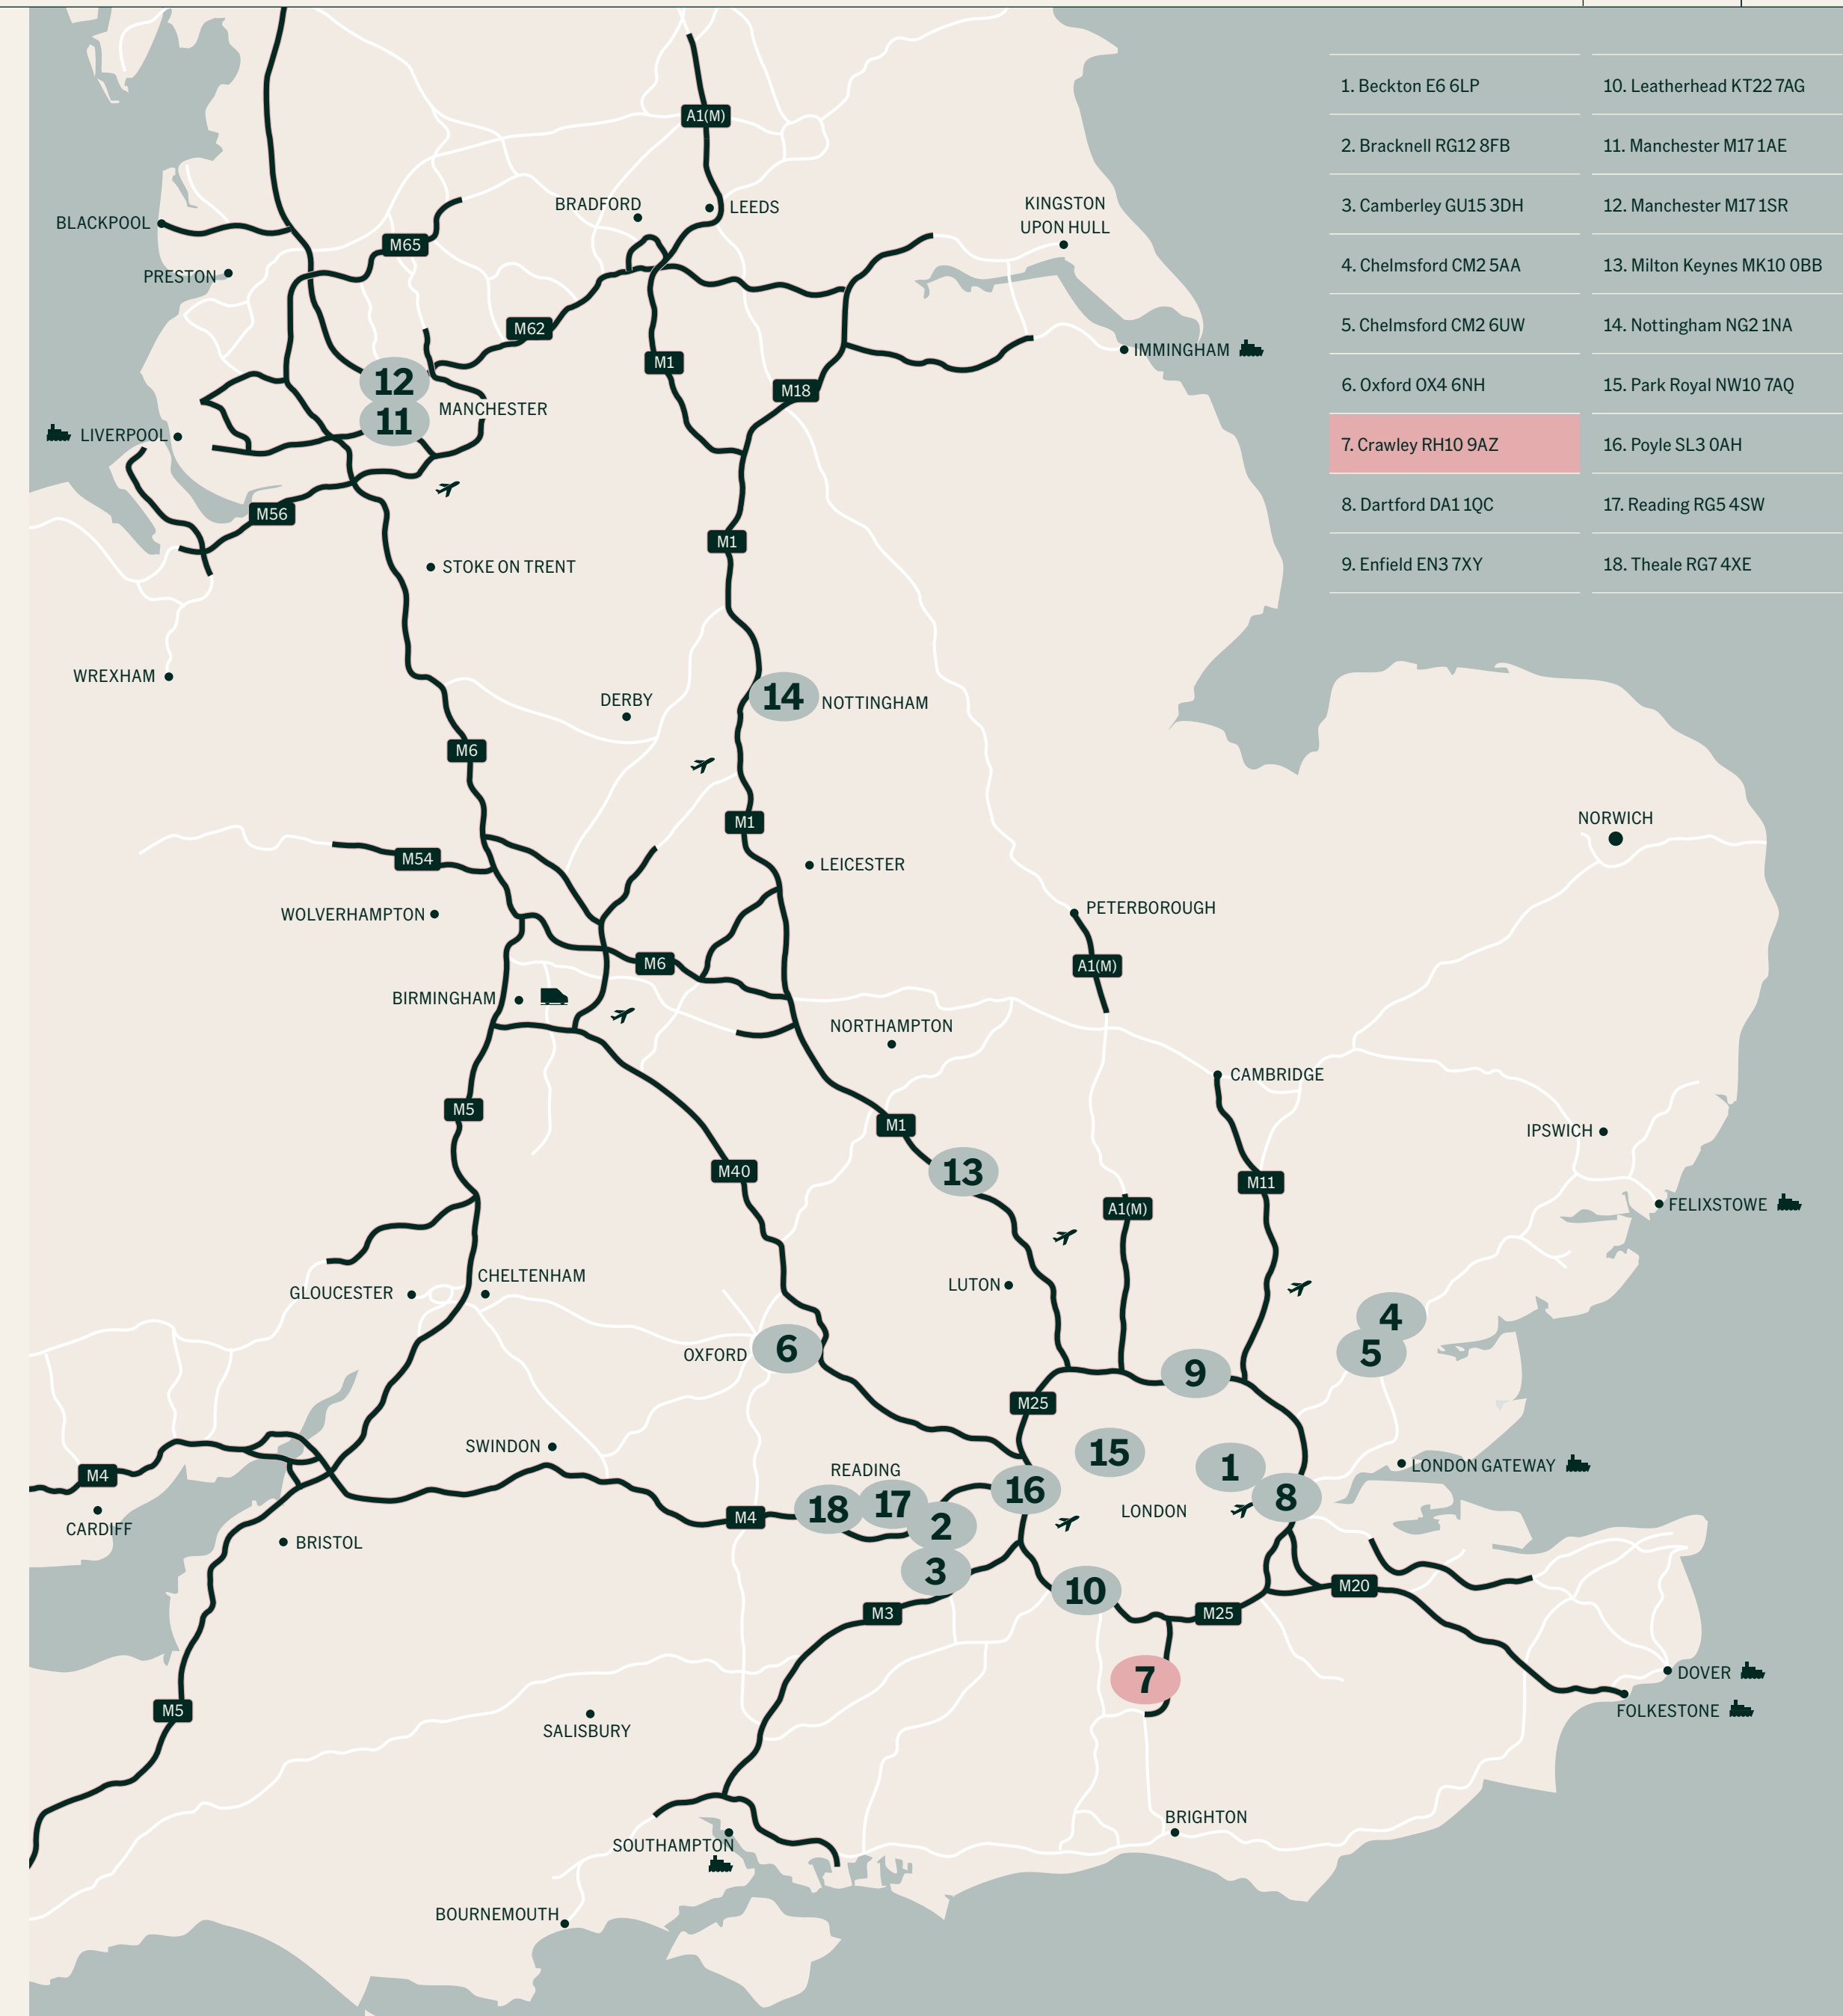 1. Beckton E6 6LP
2. Bracknell RG12 8FB
3. Camberley GU15 3DH
4. Chelmsford CM2 5AA
5. Chelmsford CM2 6UW
6. Oxford OX4 6NH
7. Crawley RH10 9AZ
8. Dartford DA1 1QC
9. Enfield EN3 7XY
10. Leatherhead KT22 7AG
11. Manchester M17 1AE
12. Manchester M17 1SR
13. Milton Keynes MK10 0BB
14. Nottingham NG2 1NA
15. Park Royal NW10 7AQ
16. Poyle SL3 0AH
17. Reading RG5 4SW
18. Theale RG7 4XE
A1(M)
BRADFORD
LEEDS
KINGSTON
UPON HULL
BLACKPOOL
M65
PRESTON
M62
IMMINGHAM
M1
M18
12
MANCHESTER
11
LIVERPOOL
M56
M1
STOKE ON TRENT
WREXHAM
DERBY
14
NOTTINGHAM
M6
M1
NORWICH
M54
LEICESTER
WOLVERHAMPTON
PETERBOROUGH
M6
A1(M)
BIRMINGHAM
NORTHAMPTON
CAMBRIDGE
M5
M1
IPSWICH
M40
13
M11
A1(M)
FELIXSTOWE
CHELTENHAM
GLOUCESTER
LUTON
4
6
OXFORD
5
9
M25
SWINDON
15
1
READING
LONDON GATEWAY
M4
16
8
18
17
M4
LONDON
2
CARDIFF
BRISTOL
3
10
M20
M3
M25
7
DOVER
M5
FOLKESTONE
SALISBURY
BRIGHTON
SOUTHAMPTON
BOURNEMOUTH